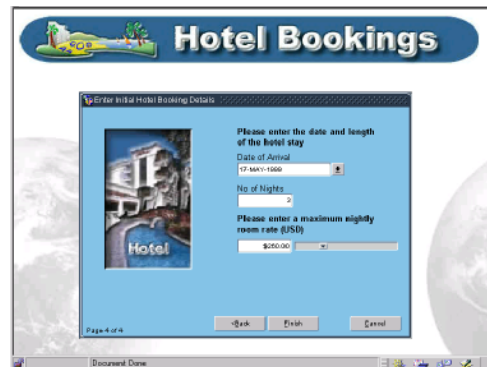 Hotel Bookings
Enter Initial Hotel Booking Details
Please enter the date and length
of the hotel stay
Date of Arrival
17-MAY-1999
No of Nights
3
Please enter a maximum nightly
room rate (USD)
$250.00
Hotel
Page 4 of 4
<Back
Finish
Cancel
Document Done